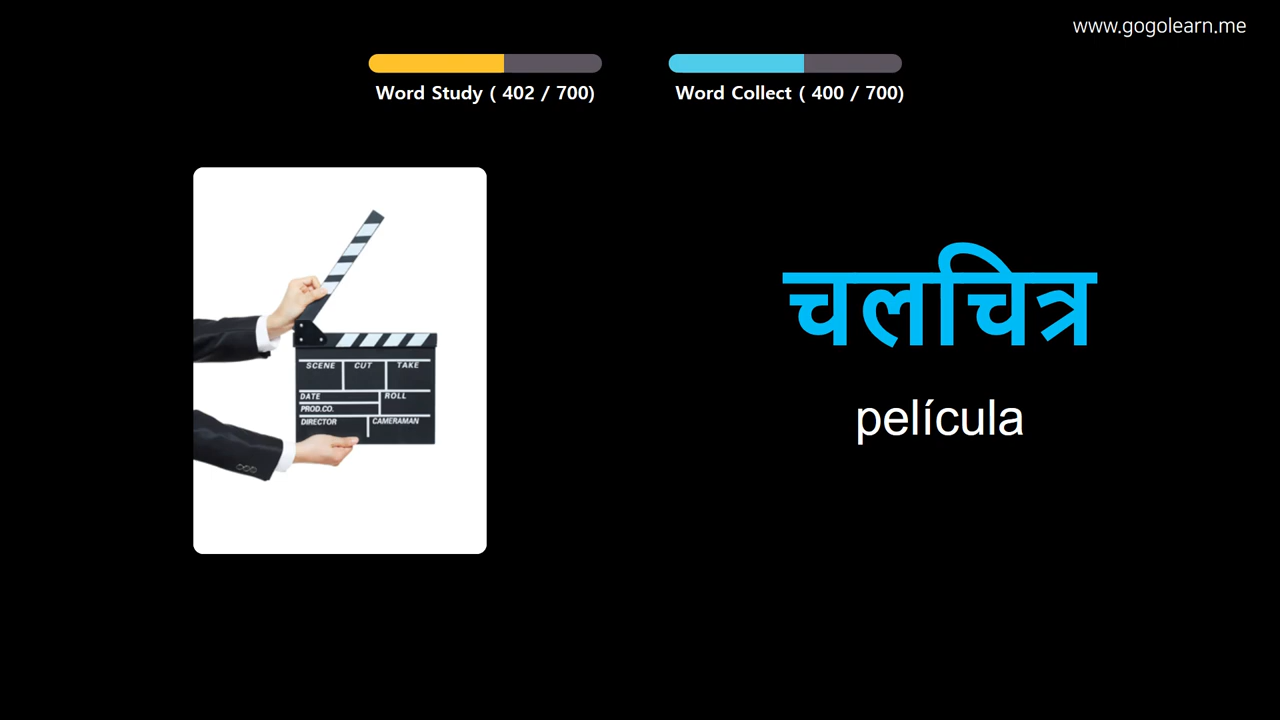 www.gogolearn.me
Word Study ( 402 / 700)
Word Collect ( 400 / 700)
चलचित्र
película
SCENE CUT TAKE
DATE ROLL
PROD.CO.
DIRECTOR CAMERAMAN